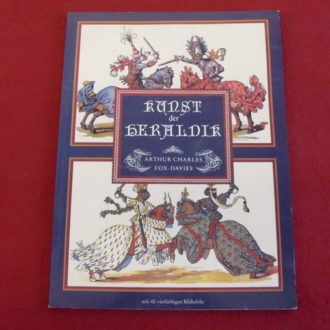 KUNST
der
HERALDIK
ARTHUR CHARLES
FOX-DAVIES
mit 40 vierfarbigen Bildtafeln